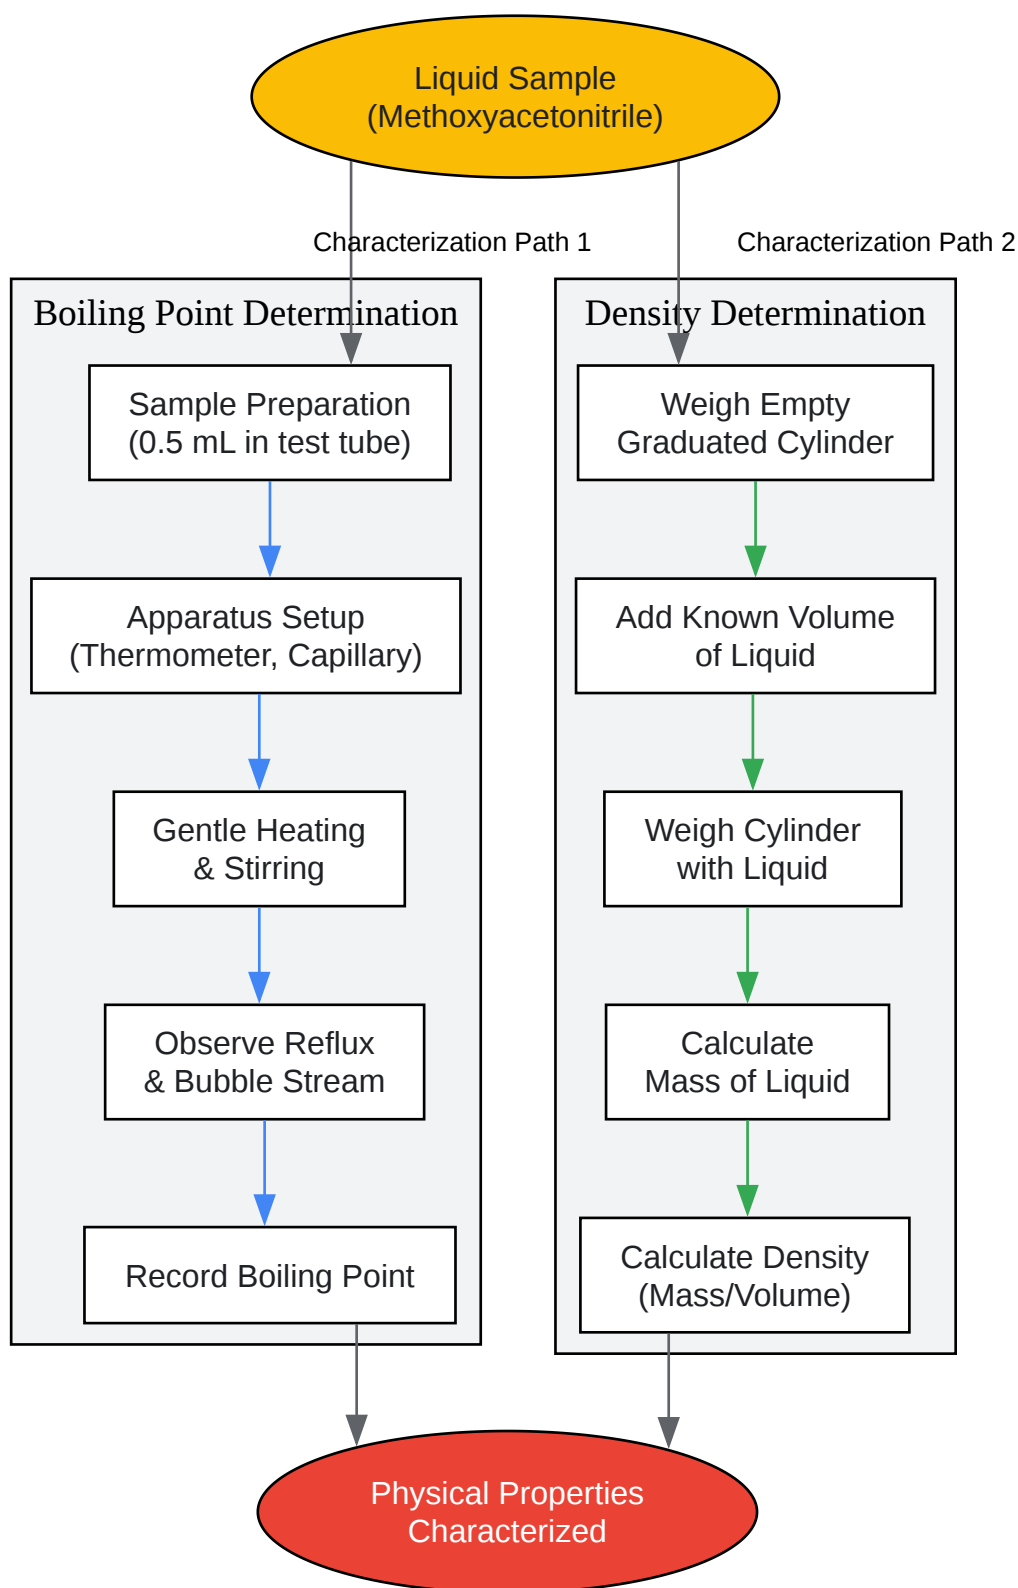 Liquid Sample
(Methoxyacetonitrile)
Characterization Path 1
Characterization Path 2
Boiling Point Determination
Sample Preparation
(0.5 mL in test tube)
Apparatus Setup
(Thermometer, Capillary)
Gentle Heating
& Stirring
Observe Reflux
& Bubble Stream
Record Boiling Point
Density Determination
Weigh Empty
Graduated Cylinder
Add Known Volume
of Liquid
Weigh Cylinder
with Liquid
Calculate
Mass of Liquid
Calculate Density
(Mass/Volume)
Physical Properties
Characterized